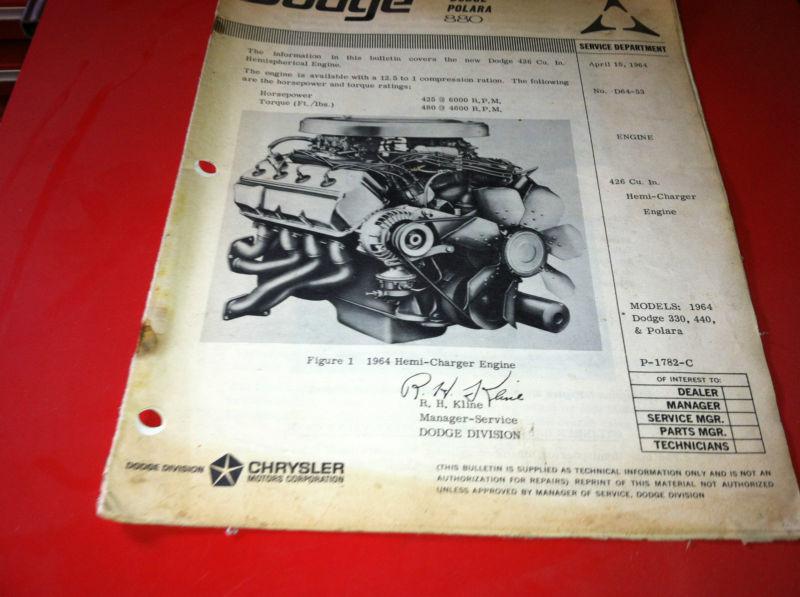 Dodge
DODGE
POLARA
880
SERVICE DEPARTMENT
The information in this bulletin covers the new Dodge 426 Cu. In.
Hemispherical Engine.
The engine is available with a 12.5 to 1 compression ration. The following
are the horsepower and torque ratings:
Horsepower 425 @ 6000 R.P.M.
Torque (Ft./lbs.) 480 @ 4600 R.P.M.
April 15, 1964
No. D64-53
ENGINE
426 Cu. In.
Hemi-Charger
Engine
MODELS: 1964
Dodge 330, 440,
& Polara
P-1782-C
Figure 1 1964 Hemi-Charger Engine
R. H. Kline
R. H. Kline
Manager-Service
DODGE DIVISION
OF INTEREST TO:
DEALER
MANAGER
SERVICE MGR.
PARTS MGR.
TECHNICIANS
DODGE DIVISION CHRYSLER
MOTORS CORPORATION
(THIS BULLETIN IS SUPPLIED AS TECHNICAL INFORMATION ONLY AND IS NOT AN
AUTHORIZATION FOR REPAIRS) REPRINT OF THIS MATERIAL NOT AUTHORIZED
UNLESS APPROVED BY MANAGER OF SERVICE, DODGE DIVISION